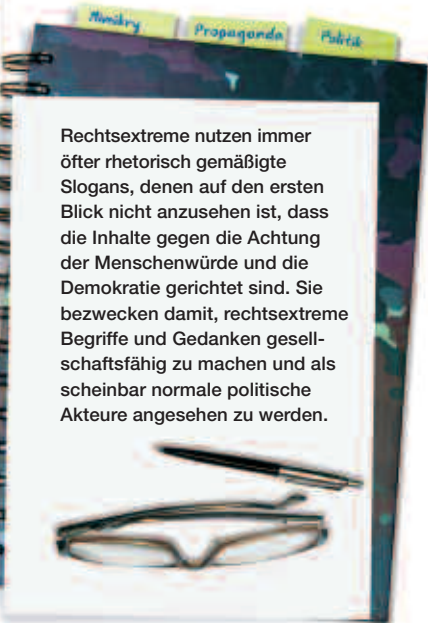 Mimikry
Propaganda
Politik
Rechtsextreme nutzen immer
öfter rhetorisch gemäßigte
Slogans, denen auf den ersten
Blick nicht anzusehen ist, dass
die Inhalte gegen die Achtung
der Menschenwürde und die
Demokratie gerichtet sind. Sie
bezwecken damit, rechtsextreme
Begriffe und Gedanken gesell-
schaftsfähig zu machen und als
scheinbar normale politische
Akteure angesehen zu werden.